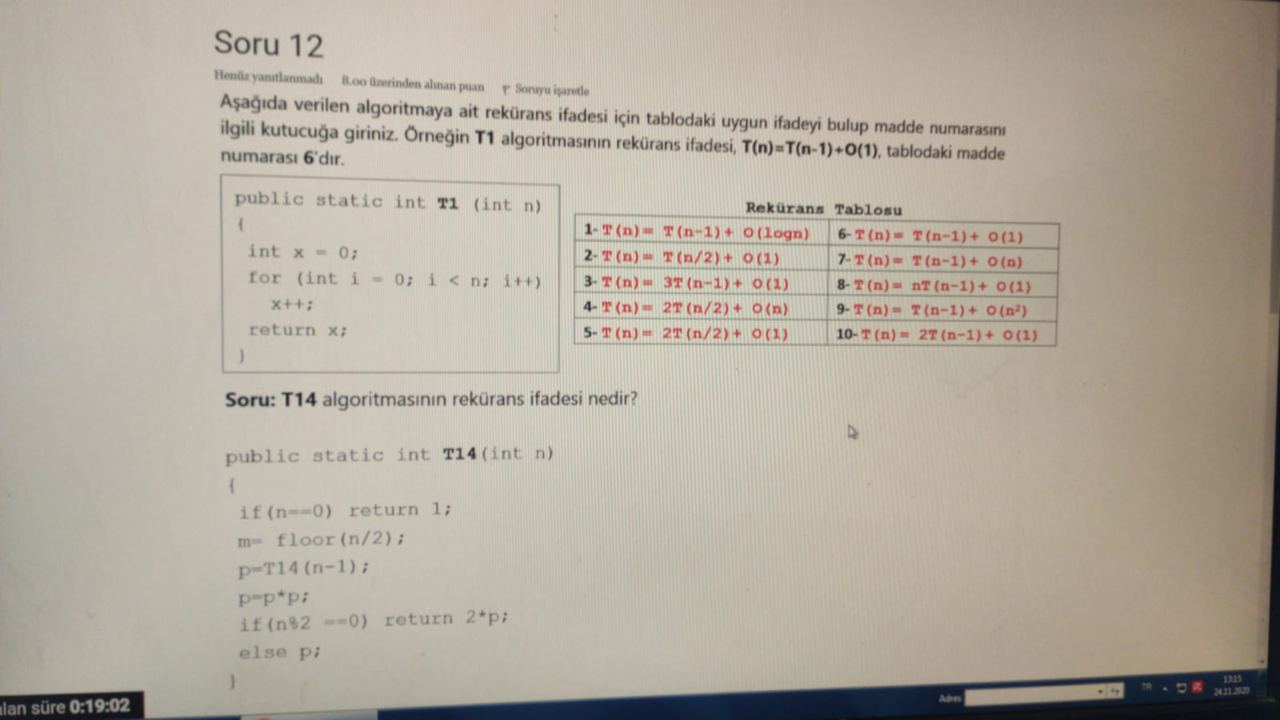 Soru 12
Henüz yanıtlanmadı 8.00 üzerinden alınan puan Soruyu işaretle
Aşağıda verilen algoritmaya ait rekürans ifadesi için tablodaki uygun ifadeyi bulup madde numarasını
ilgili kutucuğa giriniz. Örneğin T1 algoritmasının rekürans ifadesi, T(n)=T(n-1)+O(1), tablodaki madde
numarası 6'dır.
public static int T1 (int n)
{
int x = 0;
for (int i = 0; i < n; i++)
x++;
return x;
}
Rekürans Tablosu
1- T(n)= T(n-1)+ O(logn) 6- T(n)= T(n-1)+ O(1)
2- T(n)= T(n/2)+ O(1) 7- T(n)= T(n-1)+ O(n)
3- T(n)= 3T(n-1)+ O(1) 8- T(n)= nT(n-1)+ O(1)
4- T(n)= 2T(n/2)+ O(n) 9- T(n)= T(n-1)+ O(n²)
5- T(n)= 2T(n/2)+ O(1) 10- T(n)= 2T(n-1)+ O(1)
Soru: T14 algoritmasının rekürans ifadesi nedir?
public static int T14(int n)
{
if(n==0) return 1;
m= floor(n/2);
p=T14(n-1);
p=p*p;
if(n%2 ==0) return 2*p;
else p;
}
lan süre 0:19:02
Adres
TR
13:15
24.11.2020